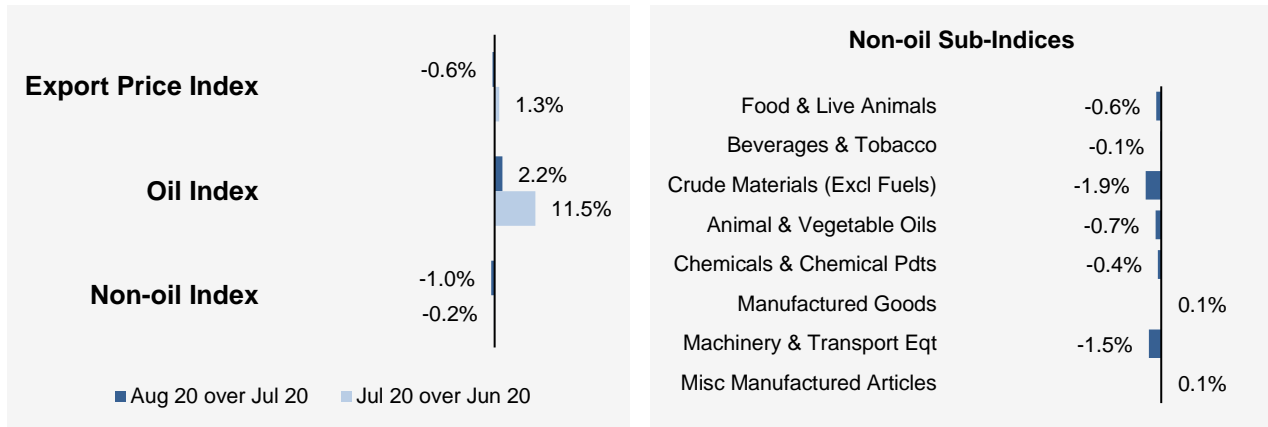 Export Price Index
-0.6%
1.3%
Oil Index
2.2%
11.5%
Non-oil Index
-1.0%
-0.2%
Aug 20 over Jul 20
Jul 20 over Jun 20
Non-oil Sub-Indices
Food & Live Animals -0.6%
Beverages & Tobacco -0.1%
Crude Materials (Excl Fuels) -1.9%
Animal & Vegetable Oils -0.7%
Chemicals & Chemical Pdts -0.4%
Manufactured Goods 0.1%
Machinery & Transport Eqt -1.5%
Misc Manufactured Articles 0.1%